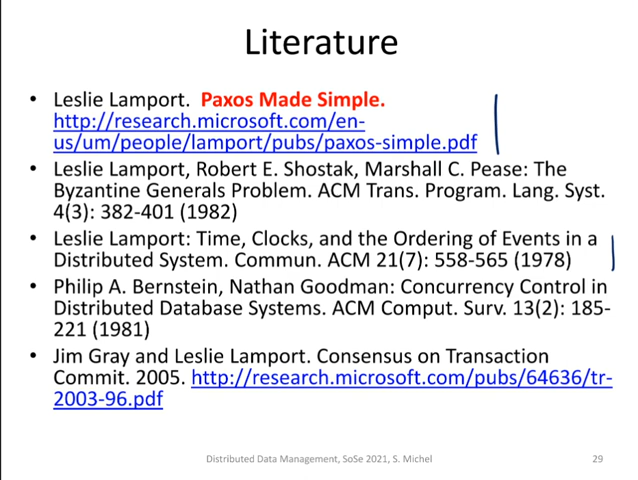 Literature
• Leslie Lamport. Paxos Made Simple.
http://research.microsoft.com/en-
us/um/people/lamport/pubs/paxos-simple.pdf
• Leslie Lamport, Robert E. Shostak, Marshall C. Pease: The
Byzantine Generals Problem. ACM Trans. Program. Lang. Syst.
4(3): 382-401 (1982)
• Leslie Lamport: Time, Clocks, and the Ordering of Events in a
Distributed System. Commun. ACM 21(7): 558-565 (1978)
• Philip A. Bernstein, Nathan Goodman: Concurrency Control in
Distributed Database Systems. ACM Comput. Surv. 13(2): 185-
221 (1981)
• Jim Gray and Leslie Lamport. Consensus on Transaction
Commit. 2005. http://research.microsoft.com/pubs/64636/tr-
2003-96.pdf
Distributed Data Management, SoSe 2021, S. Michel
29